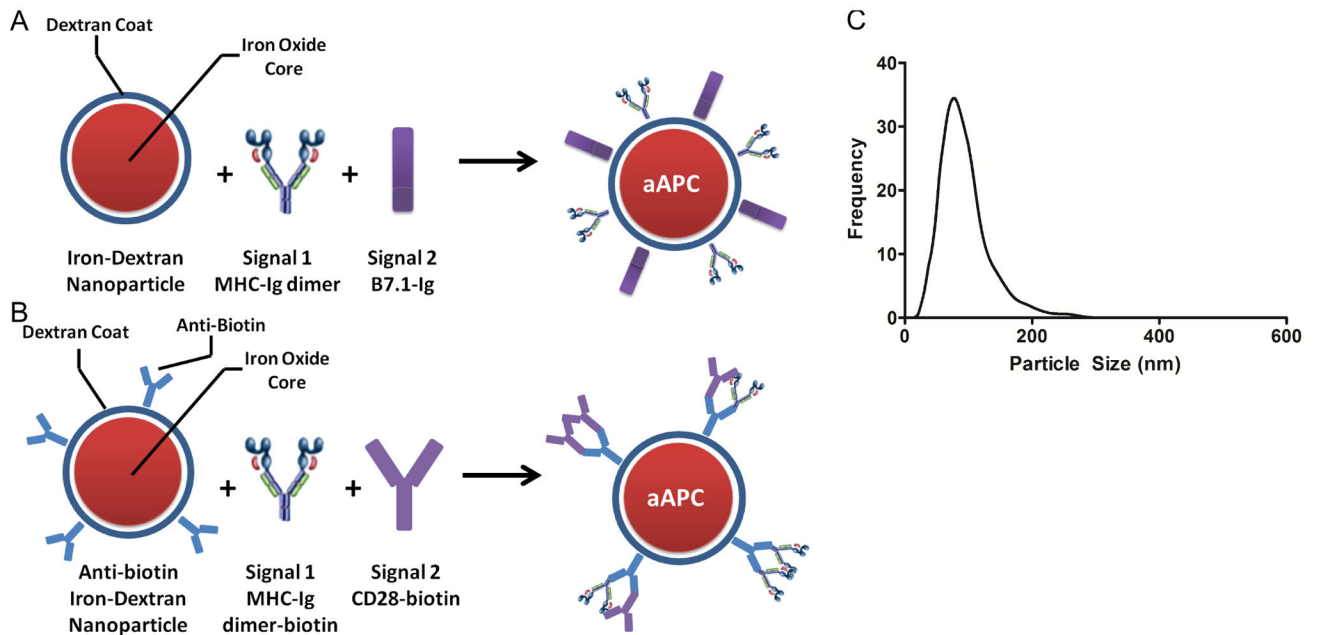 A
Dextran Coat
Iron Oxide
Core
+
+
aAPC
Iron-Dextran
Nanoparticle
Signal 1
MHC-Ig dimer
Signal 2
B7.1-Ig
B
Dextran Coat
Anti-Biotin
Iron Oxide
Core
+
+
aAPC
Anti-biotin
Iron-Dextran
Nanoparticle
Signal 1
MHC-Ig
dimer-biotin
Signal 2
CD28-biotin
C
Frequency
40
30
20
10
0
0 200 400 600
Particle Size (nm)